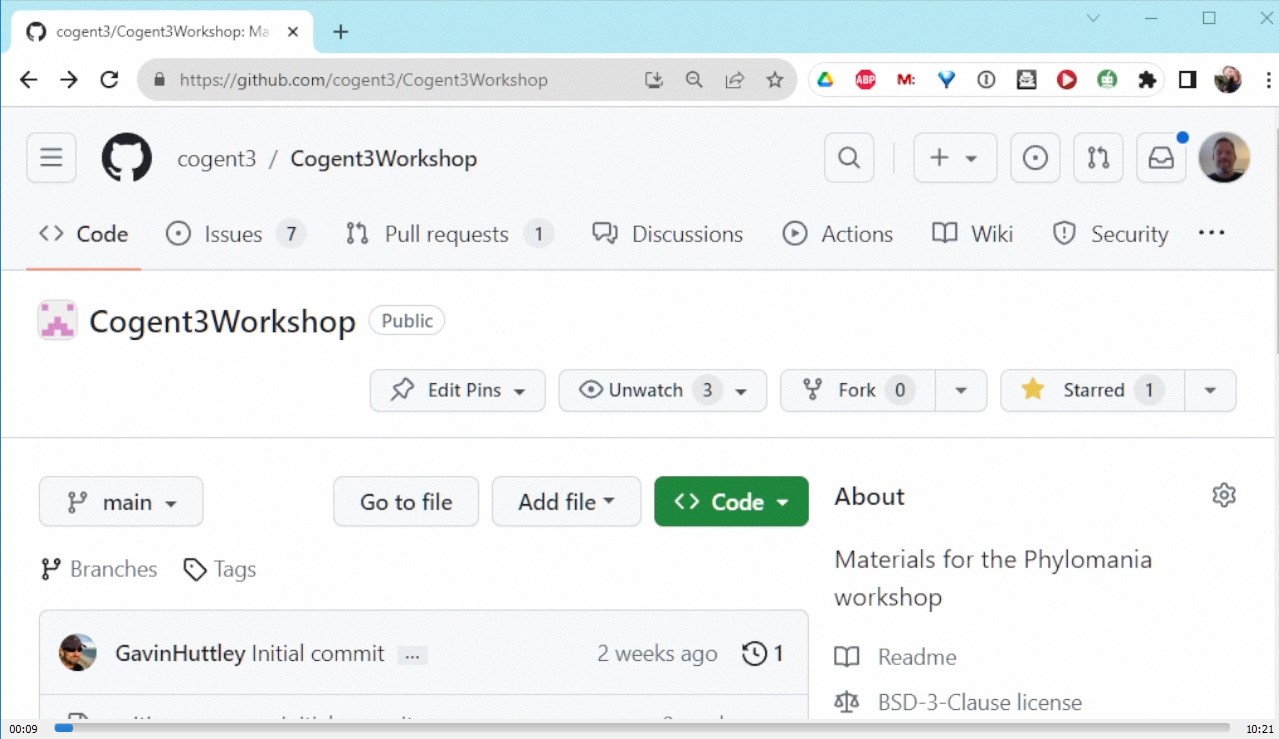 cogent3/Cogent3Workshop: Ma
https://github.com/cogent3/Cogent3Workshop
ABP
M:
cogent3 / Cogent3Workshop
Code Issues 7 Pull requests 1 Discussions Actions Wiki Security ...
Cogent3Workshop Public
Edit Pins Unwatch 3 Fork 0 Starred 1
main Go to file Add file Code
Branches Tags
GavinHuttley Initial commit ... 2 weeks ago 1
About
Materials for the Phylomania
workshop
Readme
BSD-3-Clause license
00:09 10:21